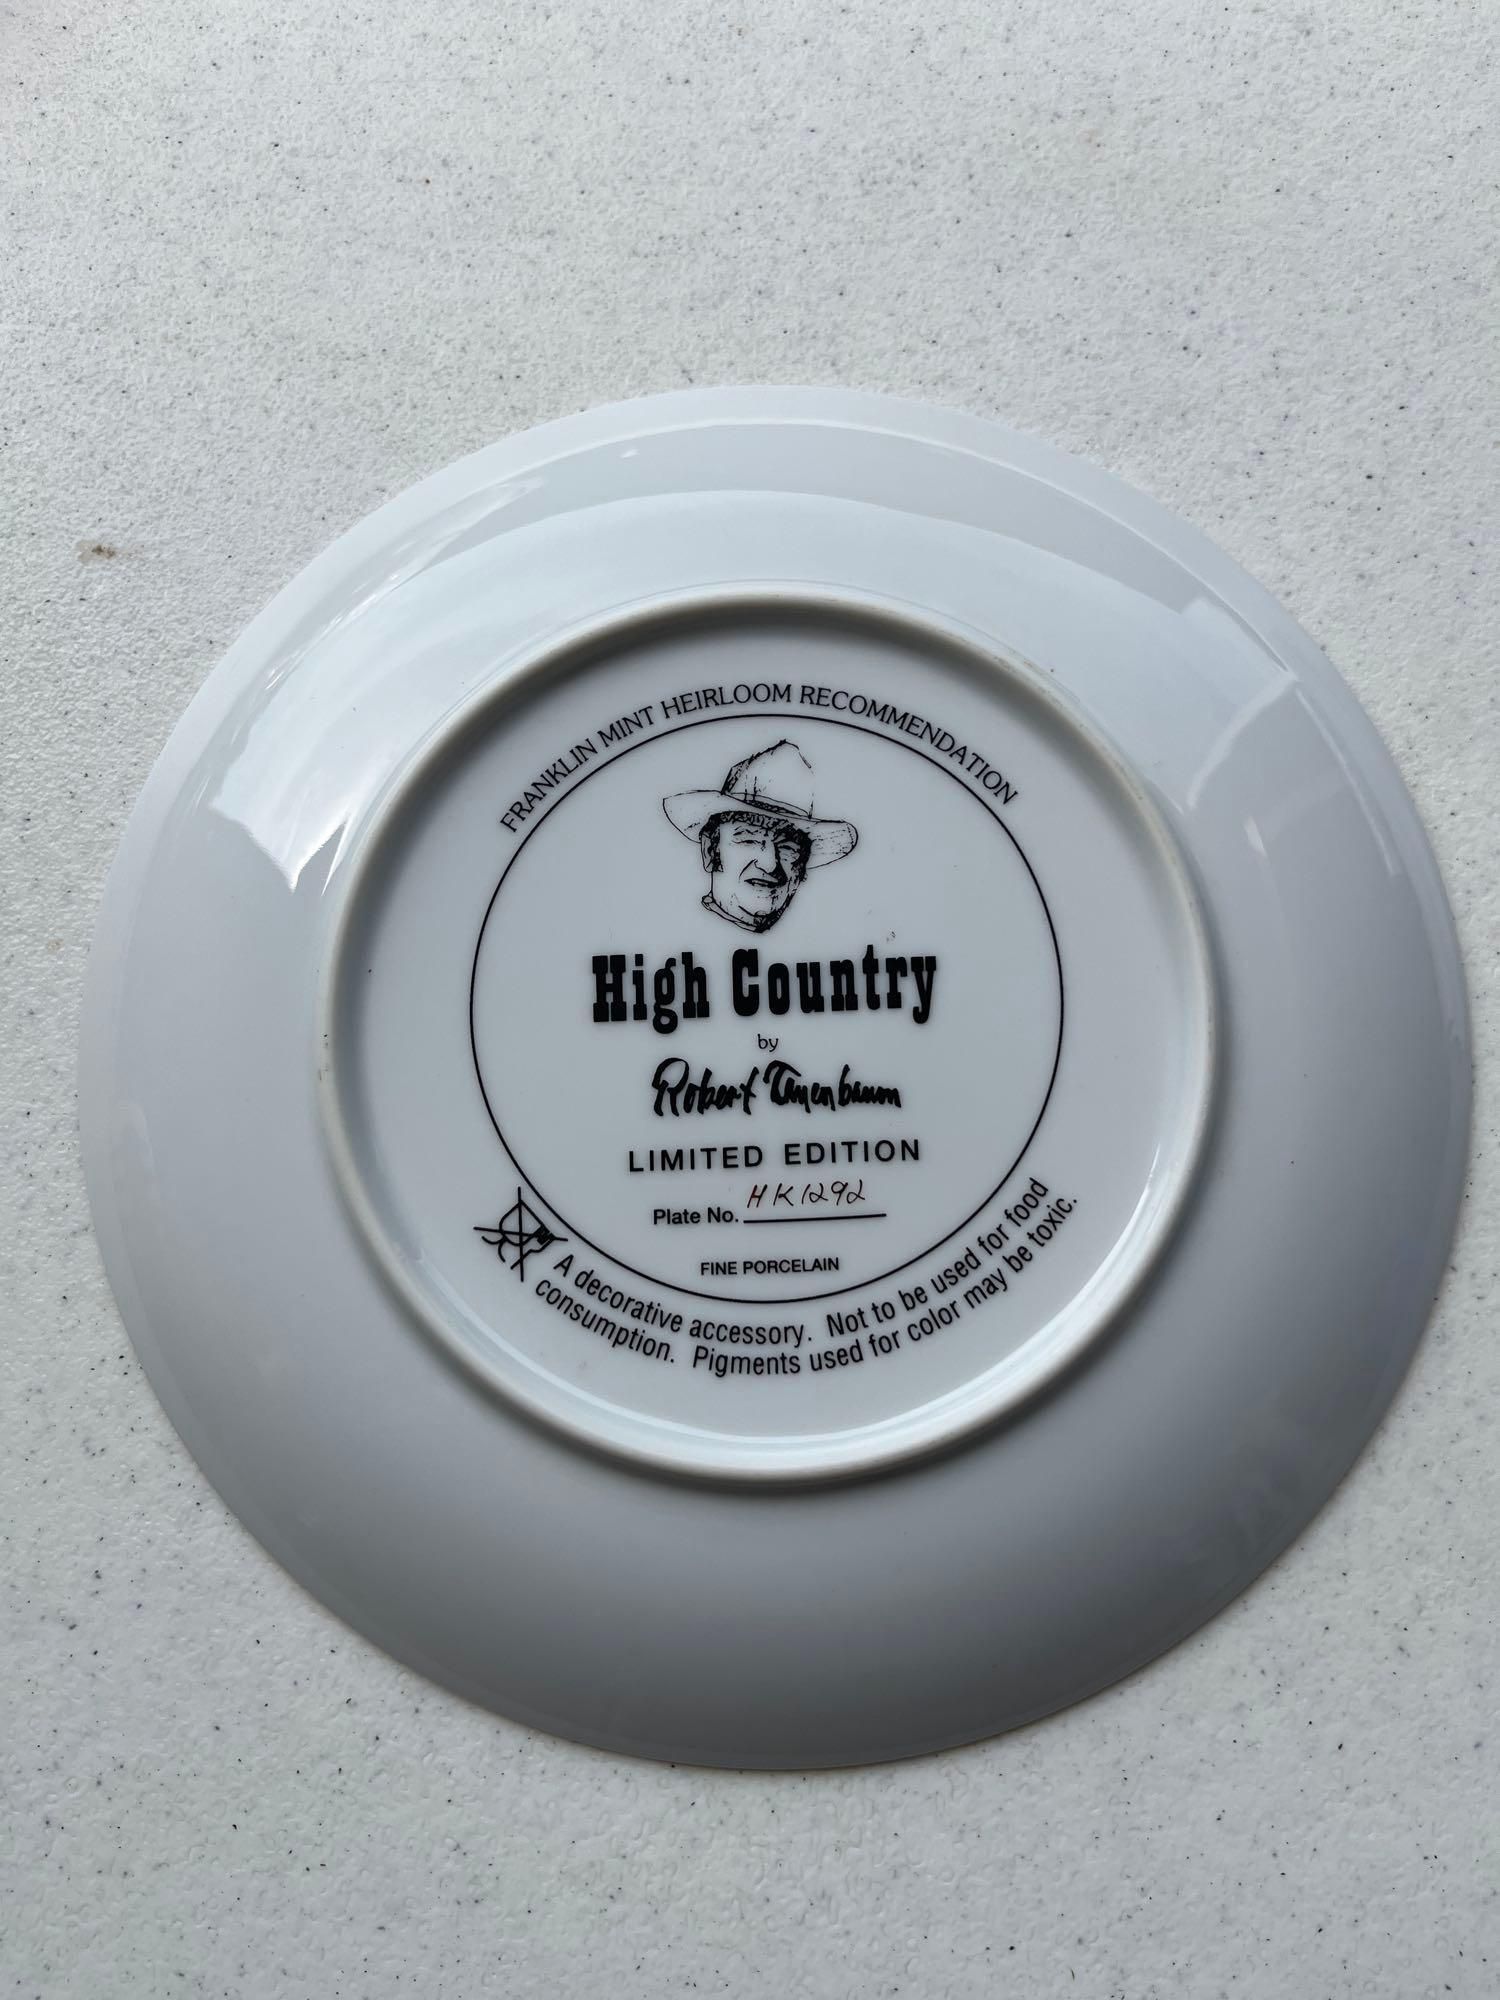 FRANKLIN MINT HEIRLOOM RECOMMENDATION
High Country
by
Robert Tanenbaum
LIMITED EDITION
Plate No. HK1292
FINE PORCELAIN
A decorative accessory. Not to be used for food
consumption. Pigments used for color may be toxic.